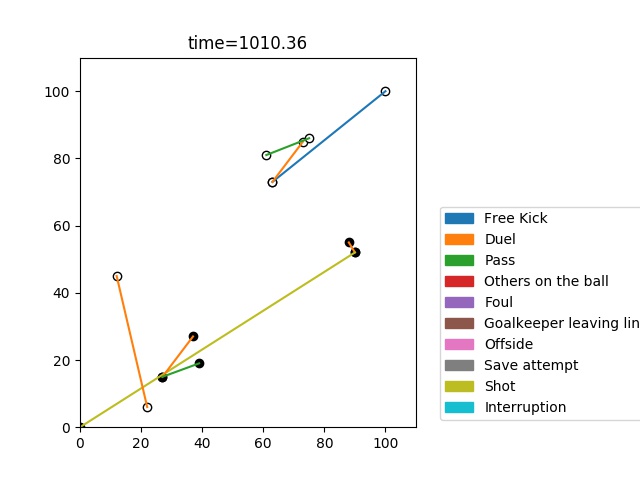 time=1010.36
100
80
60
40
20
0
0 20 40 60 80 100
Free Kick
Duel
Pass
Others on the ball
Foul
Goalkeeper leaving lin
Offside
Save attempt
Shot
Interruption